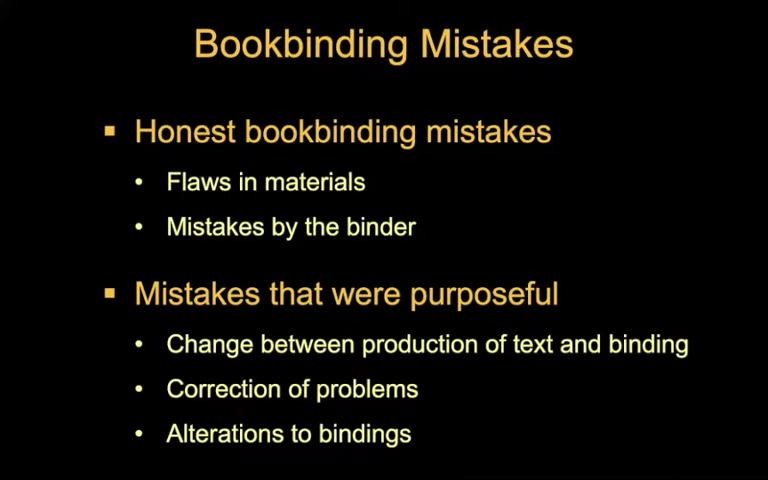 Bookbinding Mistakes
▪ Honest bookbinding mistakes
• Flaws in materials
• Mistakes by the binder
▪ Mistakes that were purposeful
• Change between production of text and binding
• Correction of problems
• Alterations to bindings